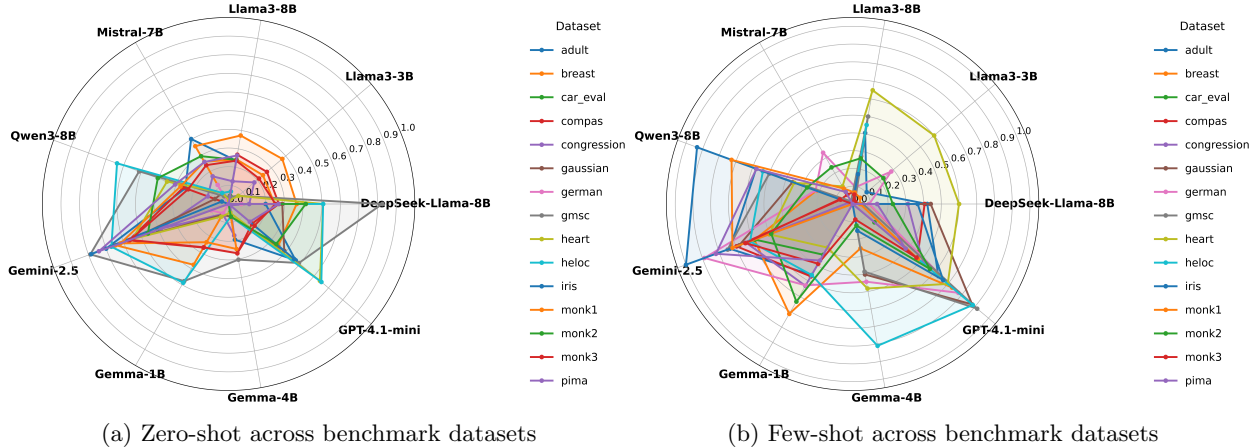 Llama3-8B
Mistral-7B
Llama3-3B
Qwen3-8B
DeepSeek-Llama-8B
Gemini-2.5
GPT-4.1-mini
Gemma-1B
Gemma-4B
0.0
0.1
0.2
0.3
0.4
0.5
0.6
0.7
0.8
0.9
1.0
Dataset
adult
breast
car_eval
compas
congression
gaussian
german
gmsc
heart
heloc
iris
monk1
monk2
monk3
pima
(a) Zero-shot across benchmark datasets
Llama3-8B
Mistral-7B
Llama3-3B
Qwen3-8B
DeepSeek-Llama-8B
Gemini-2.5
GPT-4.1-mini
Gemma-1B
Gemma-4B
0.0
0.1
0.2
0.3
0.4
0.5
0.6
0.7
0.8
0.9
1.0
Dataset
adult
breast
car_eval
compas
congression
gaussian
german
gmsc
heart
heloc
iris
monk1
monk2
monk3
pima
(b) Few-shot across benchmark datasets